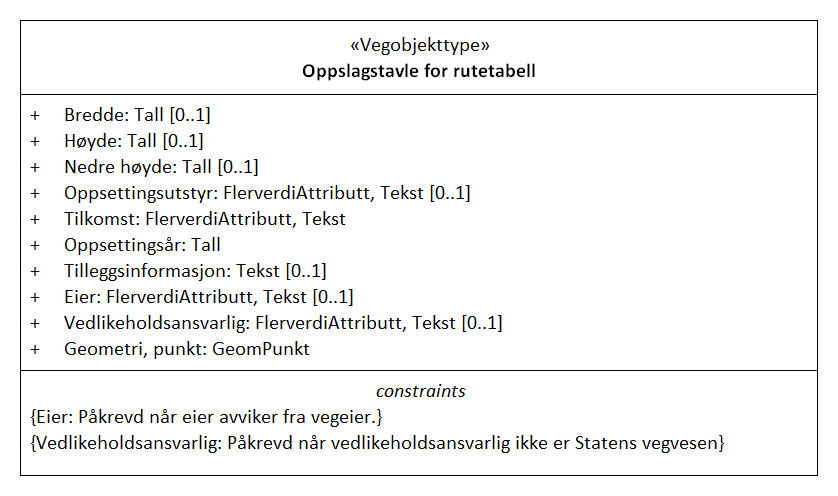 «Vegobjekttype»
Oppslagstavle for rutetabell
+ Bredde: Tall [0..1]
+ Høyde: Tall [0..1]
+ Nedre høyde: Tall [0..1]
+ Oppsettingsutstyr: FlerverdiAttributt, Tekst [0..1]
+ Tilkomst: FlerverdiAttributt, Tekst
+ Oppsettingsår: Tall
+ Tilleggsinformasjon: Tekst [0..1]
+ Eier: FlerverdiAttributt, Tekst [0..1]
+ Vedlikeholdsansvarlig: FlerverdiAttributt, Tekst [0..1]
+ Geometri, punkt: GeomPunkt
constraints
{Eier: Påkrevd når eier avviker fra vegeier.}
{Vedlikeholdsansvarlig: Påkrevd når vedlikeholdsansvarlig ikke er Statens vegvesen}